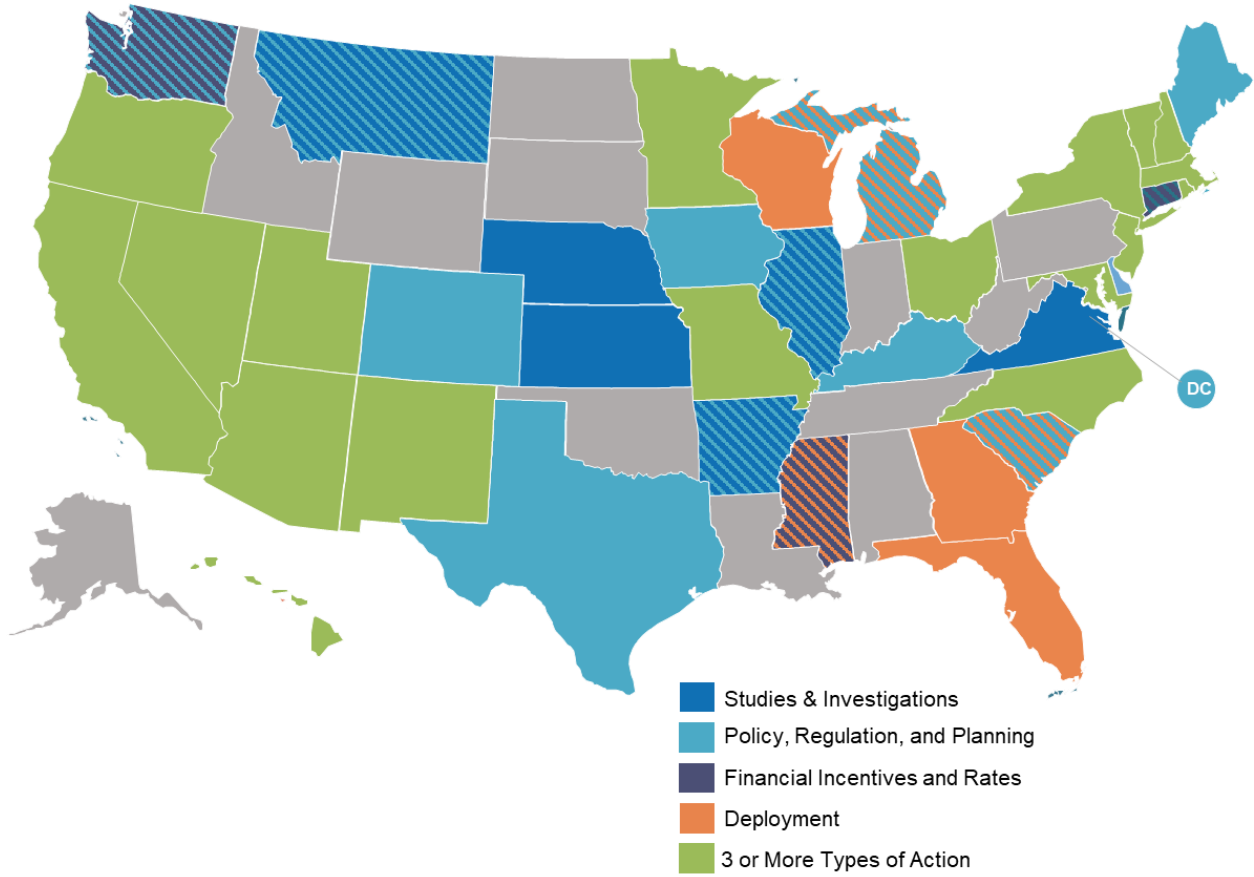 DC
Studies & Investigations
Policy, Regulation, and Planning
Financial Incentives and Rates
Deployment
3 or More Types of Action